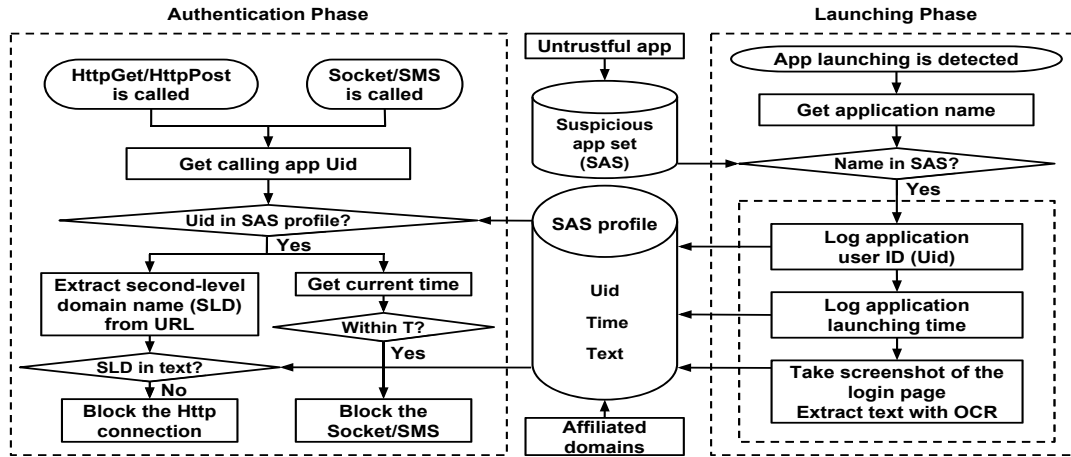 Authentication Phase
HttpGet/HttpPost
is called
Socket/SMS
is called
Get calling app Uid
Uid in SAS profile?
Yes
Extract second-level
domain name (SLD)
from URL
Get current time
Within T?
SLD in text?
Yes
No
Block the Http
connection
Block the
Socket/SMS
Untrustful app
Suspicious
app set
(SAS)
SAS profile
Uid
Time
Text
Affiliated
domains
Launching Phase
App launching is detected
Get application name
Name in SAS?
Yes
Log application
user ID (Uid)
Log application
launching time
Take screenshot of the
login page
Extract text with OCR